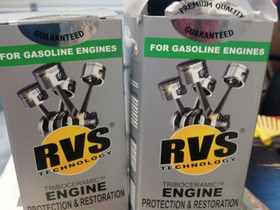 GUARANTEED
FOR GASOLINE ENGINES
RVS
TECHNOLOGY
TRIBOCERAMIC™
ENGINE
PROTECTION & RESTORATION
PREMIUM QUALITY
GUARANTEED
FOR GASOLINE ENGINES
RVS
TECHNOLOGY
TRIBOCERAMIC™
ENGINE
PROTECTION & RESTORATION